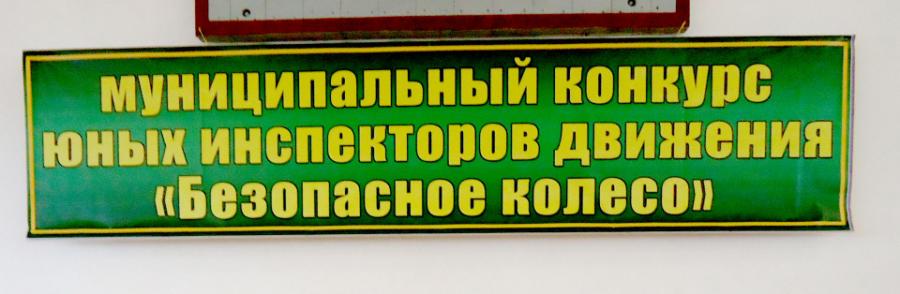 муниципальный конкурс
юных инспекторов движения
«Безопасное колесо»